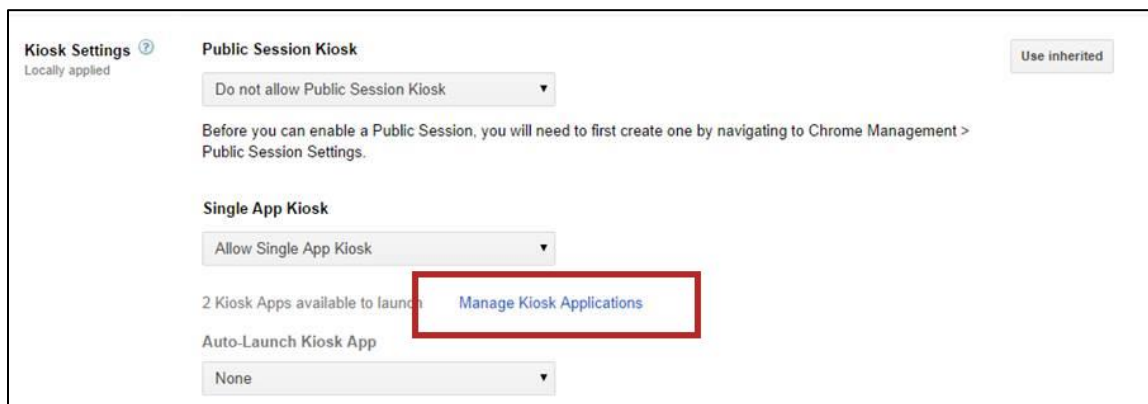 Kiosk Settings ?
Locally applied
Public Session Kiosk
Use inherited
Do not allow Public Session Kiosk
Before you can enable a Public Session, you will need to first create one by navigating to Chrome Management >
Public Session Settings.
Single App Kiosk
Allow Single App Kiosk
2 Kiosk Apps available to launch
Manage Kiosk Applications
Auto-Launch Kiosk App
None